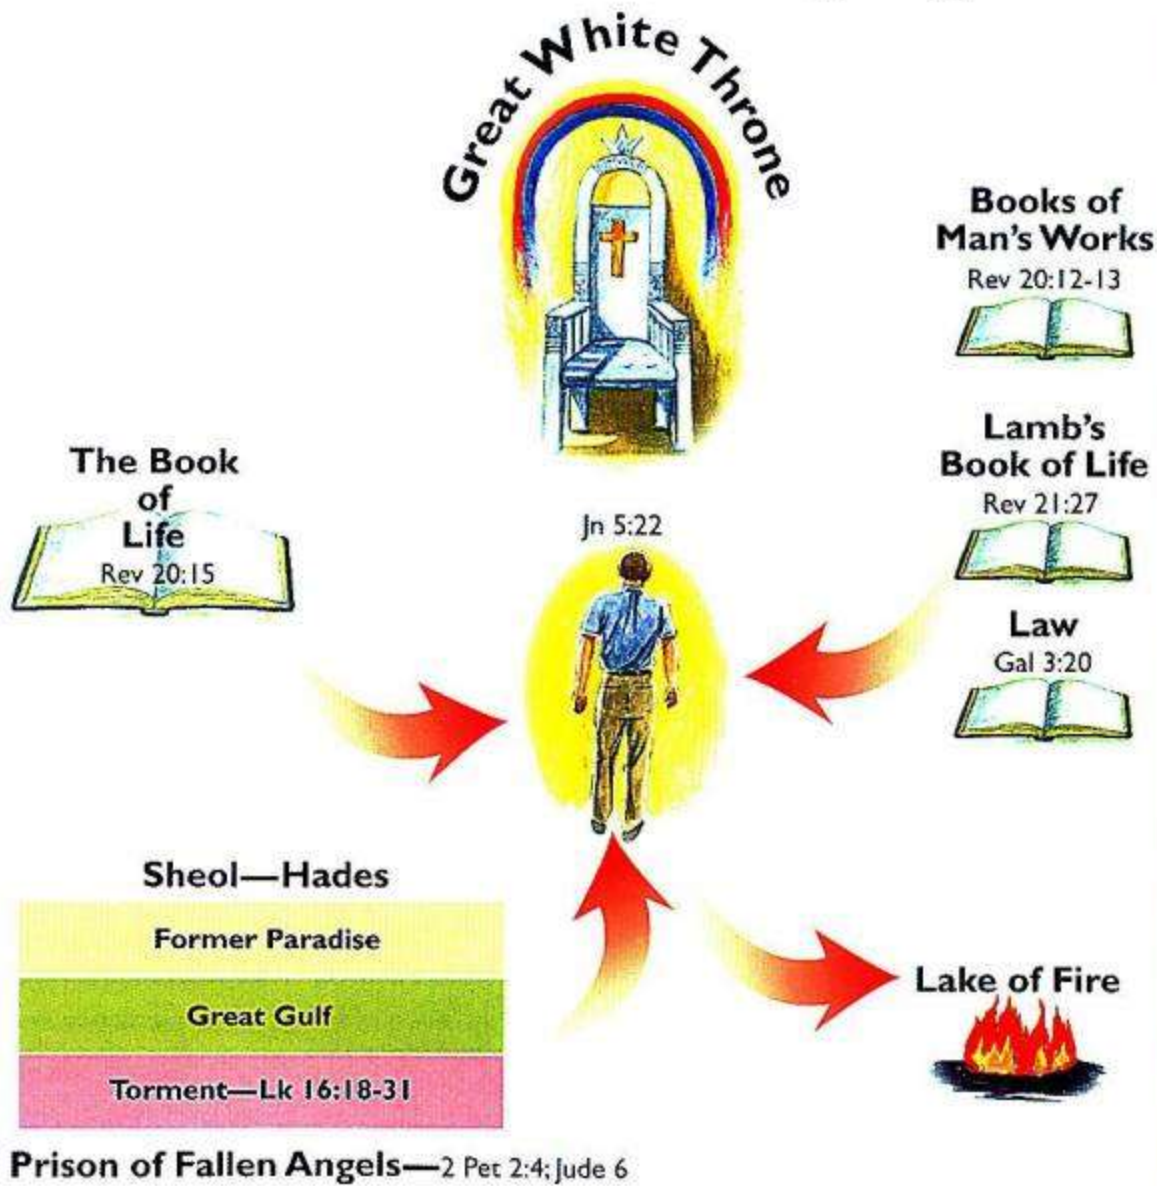 Great White Throne
Books of
Man's Works
Rev 20:12-13
Lamb's
Book of Life
Rev 21:27
Law
Gal 3:20
The Book
of
Life
Rev 20:15
Jn 5:22
Sheol—Hades
Former Paradise
Great Gulf
Torment—Lk 16:18-31
Lake of Fire
Prison of Fallen Angels—2 Pet 2:4; Jude 6